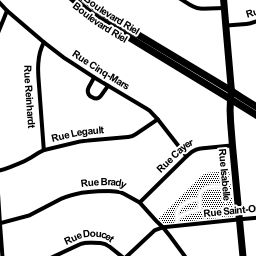 Boulevard Riel
Boulevard Riel
Rue Cinq-Mars
Rue Reinhardt
Rue Legault
Rue Cayer
Rue Isabelle
Rue Brady
Rue Saint-O
Rue Doucet